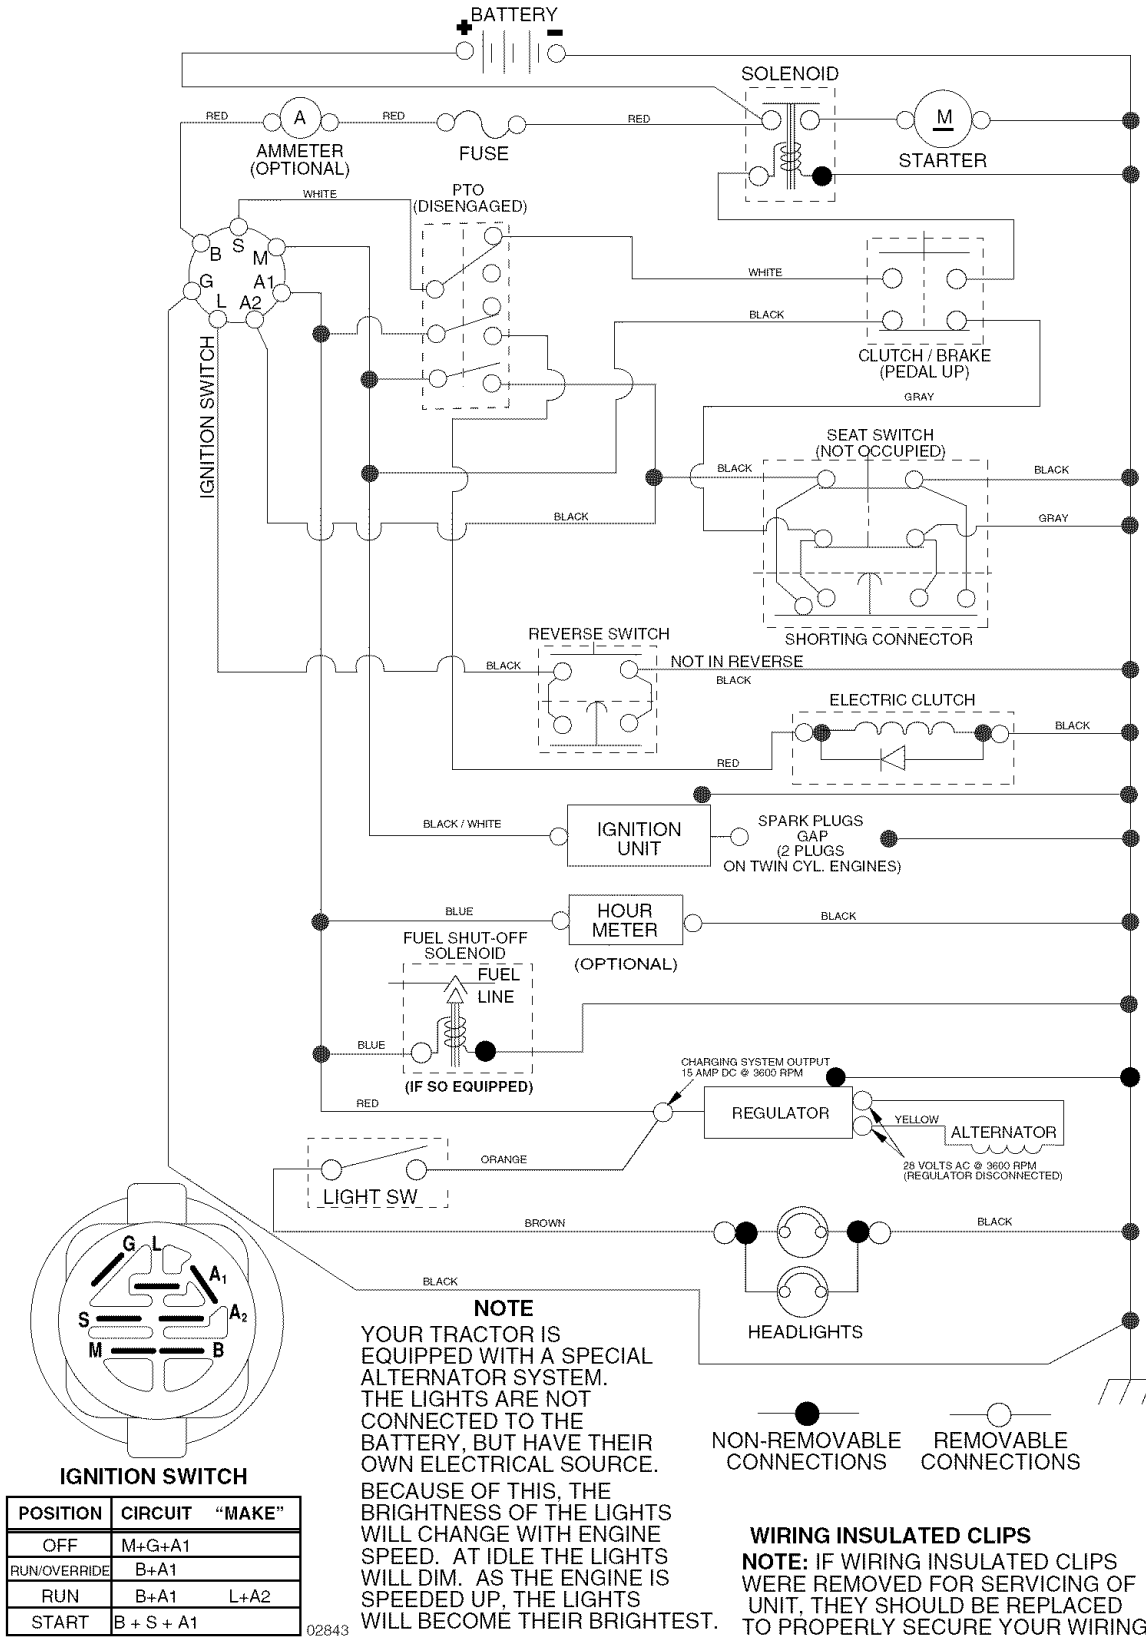 BATTERY
+ -
SOLENOID
RED
A
RED
RED
M
AMMETER
(OPTIONAL)
FUSE
STARTER
WHITE
PTO
(DISENGAGED)
B
S
M
G
A1
L
A2
IGNITION SWITCH
WHITE
BLACK
CLUTCH / BRAKE
(PEDAL UP)
GRAY
SEAT SWITCH
(NOT OCCUPIED)
BLACK
BLACK
BLACK
GRAY
SHORTING CONNECTOR
REVERSE SWITCH
BLACK
NOT IN REVERSE
BLACK
ELECTRIC CLUTCH
BLACK
RED
BLACK / WHITE
IGNITION
UNIT
SPARK PLUGS
GAP
(2 PLUGS
ON TWIN CYL. ENGINES)
BLUE
HOUR
METER
BLACK
(OPTIONAL)
FUEL SHUT-OFF
SOLENOID
FUEL
LINE
BLUE
(IF SO EQUIPPED)
CHARGING SYSTEM OUTPUT
15 AMP DC @ 3600 RPM
RED
REGULATOR
YELLOW
ALTERNATOR
28 VOLTS AC @ 3600 RPM
(REGULATOR DISCONNECTED)
ORANGE
LIGHT SW
BROWN
BLACK
HEADLIGHTS
BLACK
G L
A1
S
A2
M
B
IGNITION SWITCH
POSITION CIRCUIT "MAKE"
OFF M+G+A1
RUN/OVERRIDE B+A1
RUN B+A1 L+A2
START B + S + A1
02843
NOTE
YOUR TRACTOR IS
EQUIPPED WITH A SPECIAL
ALTERNATOR SYSTEM.
THE LIGHTS ARE NOT
CONNECTED TO THE
BATTERY, BUT HAVE THEIR
OWN ELECTRICAL SOURCE.
BECAUSE OF THIS, THE
BRIGHTNESS OF THE LIGHTS
WILL CHANGE WITH ENGINE
SPEED. AT IDLE THE LIGHTS
WILL DIM. AS THE ENGINE IS
SPEEDED UP, THE LIGHTS
WILL BECOME THEIR BRIGHTEST.
NON-REMOVABLE
CONNECTIONS
REMOVABLE
CONNECTIONS
WIRING INSULATED CLIPS
NOTE: IF WIRING INSULATED CLIPS
WERE REMOVED FOR SERVICING OF
UNIT, THEY SHOULD BE REPLACED
TO PROPERLY SECURE YOUR WIRING